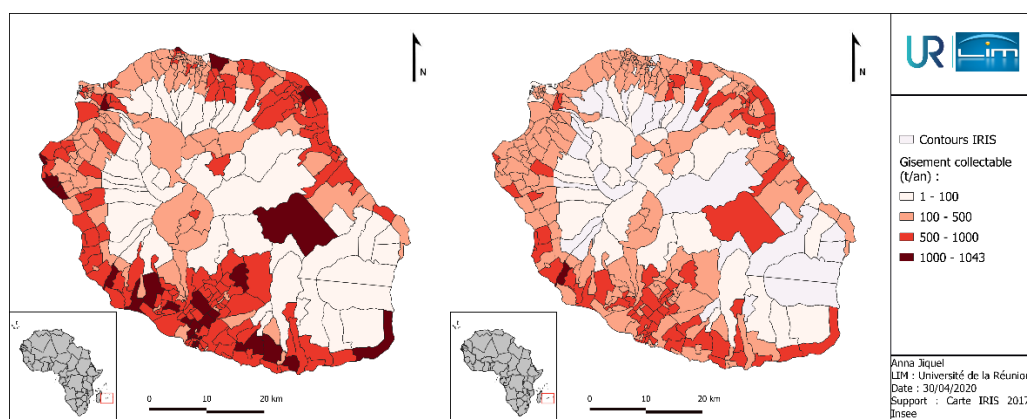 N
0 10 20 km
N
0 10 20 km
UR
Lim
Contours IRIS
Gisement collectable
(t/an) :
1 - 100
100 - 500
500 - 1000
1000 - 1043
Anna Jiquel
LIM : Université de la Réunion
Date : 30/04/2020
Support : Carte IRIS 2017
Insee